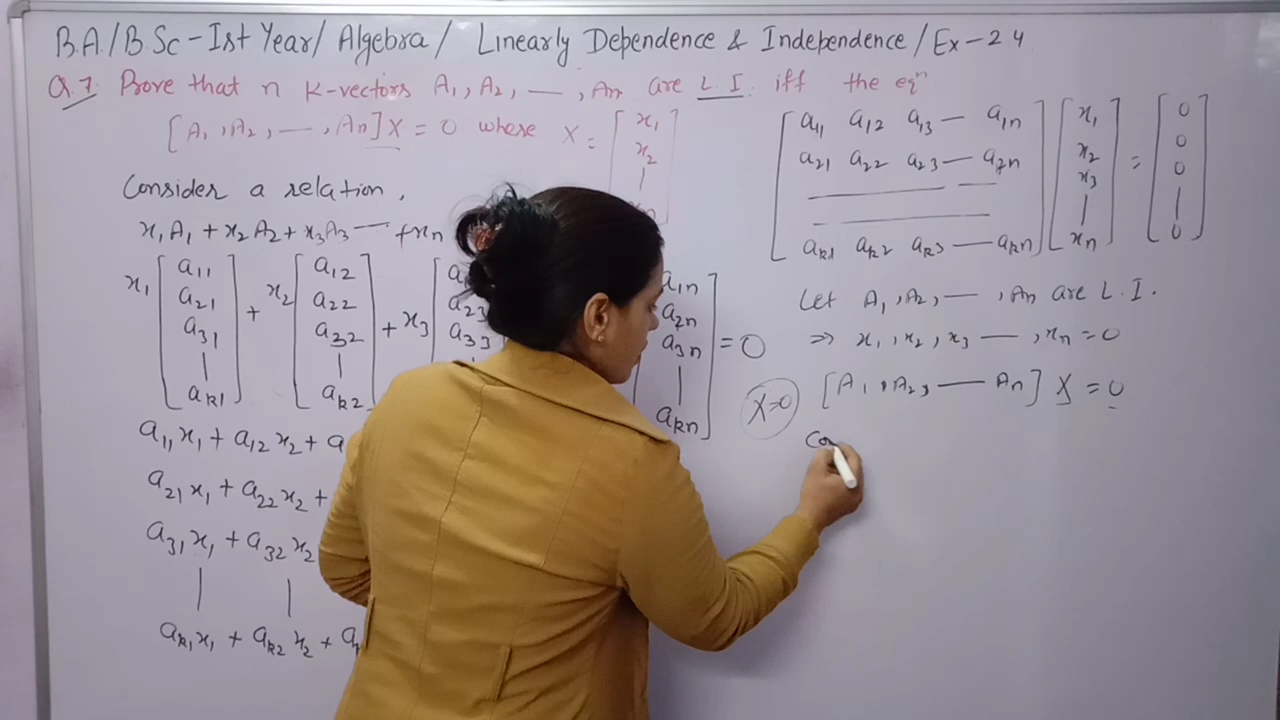 B.A./B.Sc - Ist Year/ Algebra/ Linearly Dependence & Independence / Ex-2.4
Q.7. Prove that n K-vectors A₁, A₂, —, An are L.I. iff the eqⁿ
[A₁, A₂, —, An] X = 0 where X = [x₁ x₂ | xn]
Consider a relation,
x₁A₁ + x₂A₂ + x₃A₃ — + xn
x₁ [a₁₁ a₂₁ a₃₁ | aₖ₁] + x₂ [a₁₂ a₂₂ a₃₂ | aₖ₂] + x₃ [a₂₃ a₃₃ [a₁n a₂n a₃n | aₖn] = 0
a₁₁x₁ + a₁₂x₂ + a
a₂₁x₁ + a₂₂x₂ +
a₃₁x₁ + a₃₂x₂
| |
aₖ₁x₁ + aₖ₂x₂ + a
[a₁₁ a₁₂ a₁₃ — a₁n] [x₁] [0]
[a₂₁ a₂₂ a₂₃ — a₂n] [x₂ x₃] = [0 0]
[aₖ₁ aₖ₂ aₖ₃ — aₖn] [| xn] [| 0]
Let A₁, A₂, —, An are L.I.
⇒ x₁, x₂, x₃ —, xn = 0
X=0 [A₁, A₂, — An] X = 0
Co